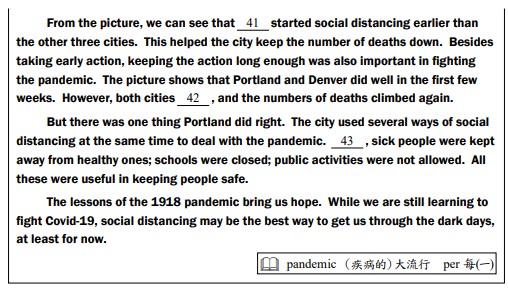 From the picture, we can see that 41 started social distancing earlier than
the other three cities. This helped the city keep the number of deaths down. Besides
taking early action, keeping the action long enough was also important in fighting
the pandemic. The picture shows that Portland and Denver did well in the first few
weeks. However, both cities 42 , and the numbers of deaths climbed again.
But there was one thing Portland did right. The city used several ways of social
distancing at the same time to deal with the pandemic. 43 , sick people were kept
away from healthy ones; schools were closed; public activities were not allowed. All
these were useful in keeping people safe.
The lessons of the 1918 pandemic bring us hope. While we are still learning to
fight Covid-19, social distancing may be the best way to get us through the dark days,
at least for now.
pandemic (疾病的)大流行 per 每(一)